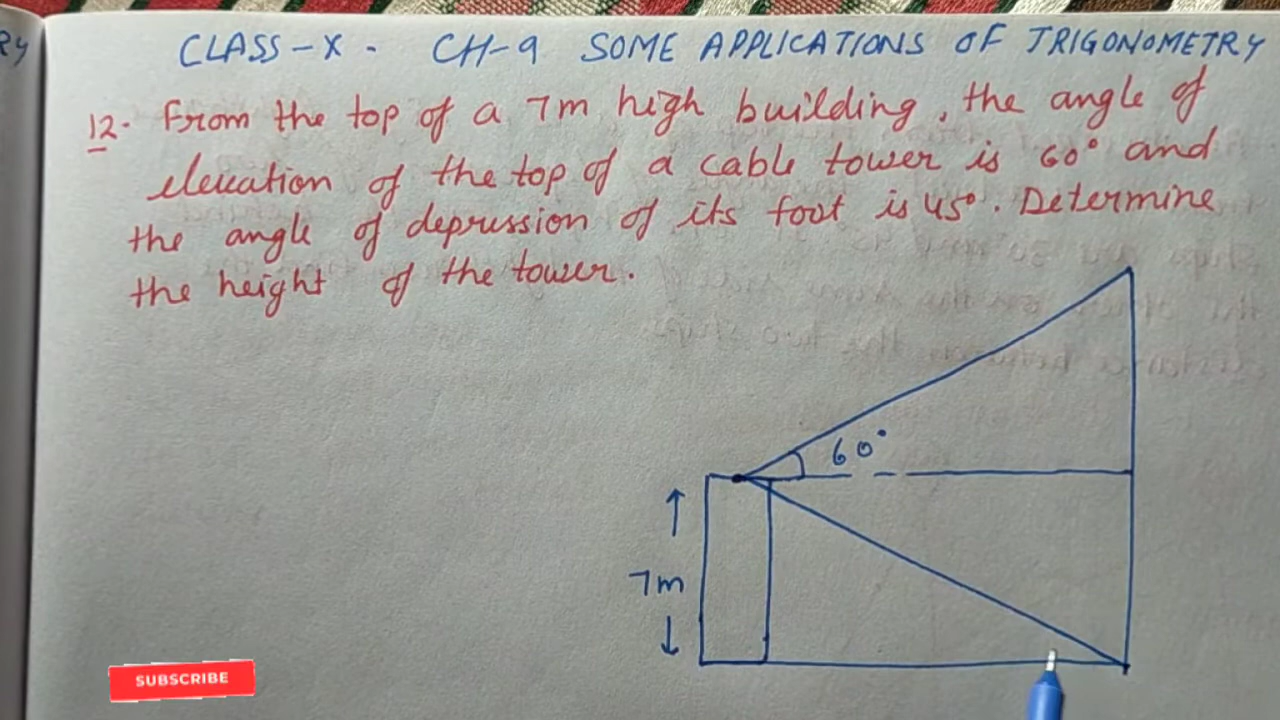 RY
CLASS-X. CH-9 SOME APPLICATIONS OF TRIGONOMETRY
12. From the top of a 7m high building, the angle of
elevation of the top of a cable tower is 60° and
the angle of depression of its foot is 45°. Determine
the height of the tower.
60°
7m
SUBSCRIBE